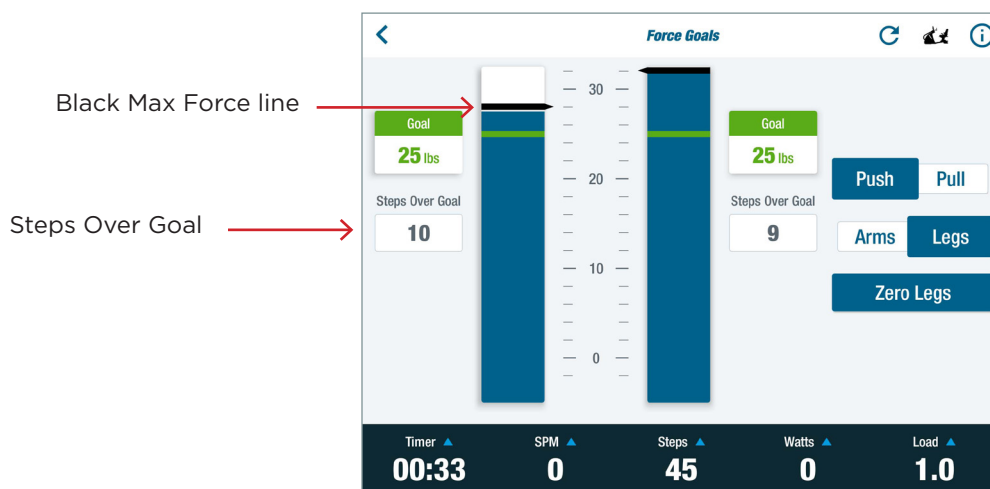 Force Goals
Black Max Force line
Goal
25 lbs
Steps Over Goal
10
Steps Over Goal
30
20
10
0
Goal
25 lbs
Steps Over Goal
9
Push Pull
Arms Legs
Zero Legs
Timer SPM Steps Watts Load
00:33 0 45 0 1.0